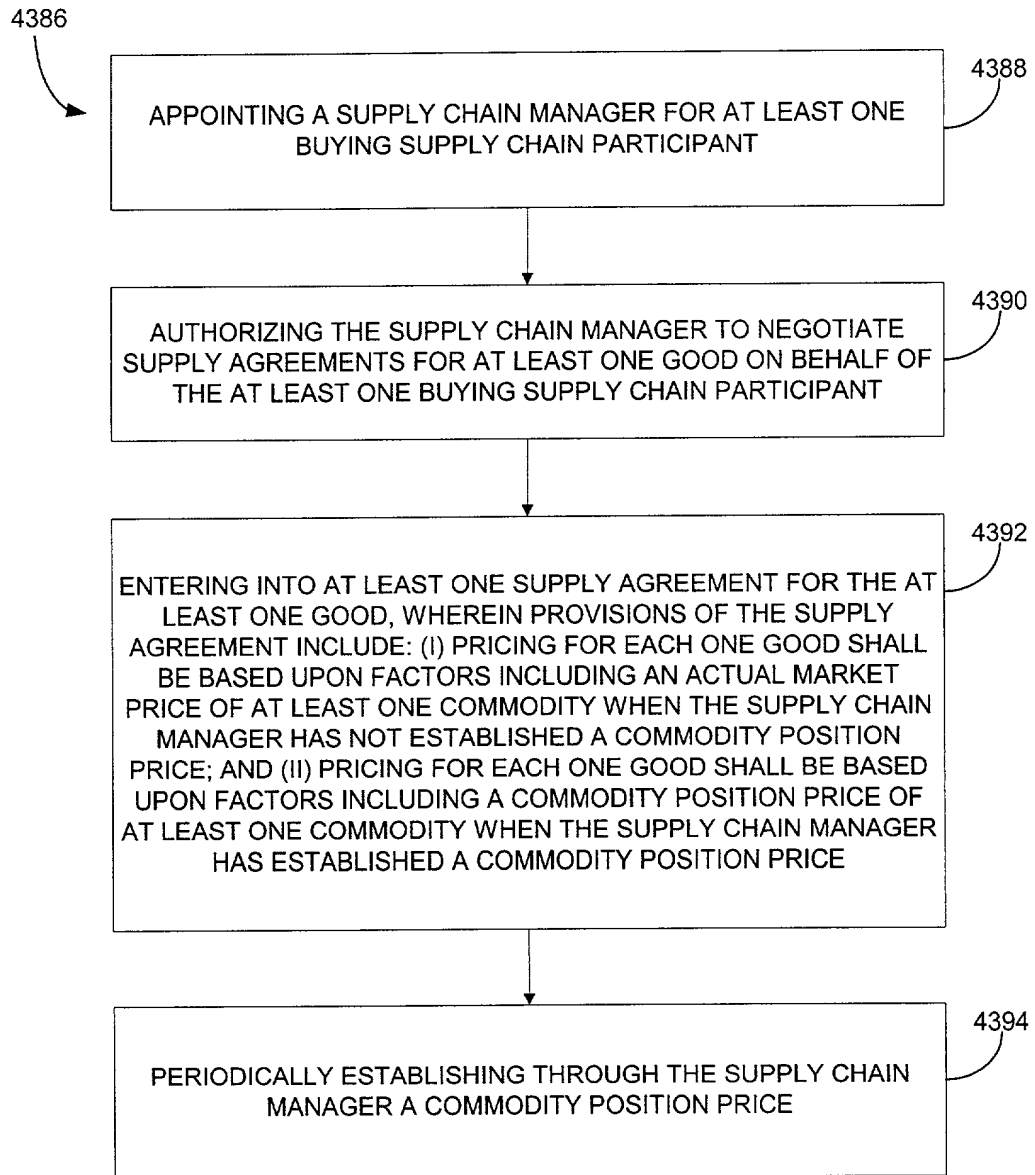 4386
4388
APPOINTING A SUPPLY CHAIN MANAGER FOR AT LEAST ONE
BUYING SUPPLY CHAIN PARTICIPANT
4390
AUTHORIZING THE SUPPLY CHAIN MANAGER TO NEGOTIATE
SUPPLY AGREEMENTS FOR AT LEAST ONE GOOD ON BEHALF OF
THE AT LEAST ONE BUYING SUPPLY CHAIN PARTICIPANT
4392
ENTERING INTO AT LEAST ONE SUPPLY AGREEMENT FOR THE AT
LEAST ONE GOOD, WHEREIN PROVISIONS OF THE SUPPLY
AGREEMENT INCLUDE: (I) PRICING FOR EACH ONE GOOD SHALL
BE BASED UPON FACTORS INCLUDING AN ACTUAL MARKET
PRICE OF AT LEAST ONE COMMODITY WHEN THE SUPPLY CHAIN
MANAGER HAS NOT ESTABLISHED A COMMODITY POSITION
PRICE; AND (II) PRICING FOR EACH ONE GOOD SHALL BE BASED
UPON FACTORS INCLUDING A COMMODITY POSITION PRICE OF
AT LEAST ONE COMMODITY WHEN THE SUPPLY CHAIN MANAGER
HAS ESTABLISHED A COMMODITY POSITION PRICE
4394
PERIODICALLY ESTABLISHING THROUGH THE SUPPLY CHAIN
MANAGER A COMMODITY POSITION PRICE